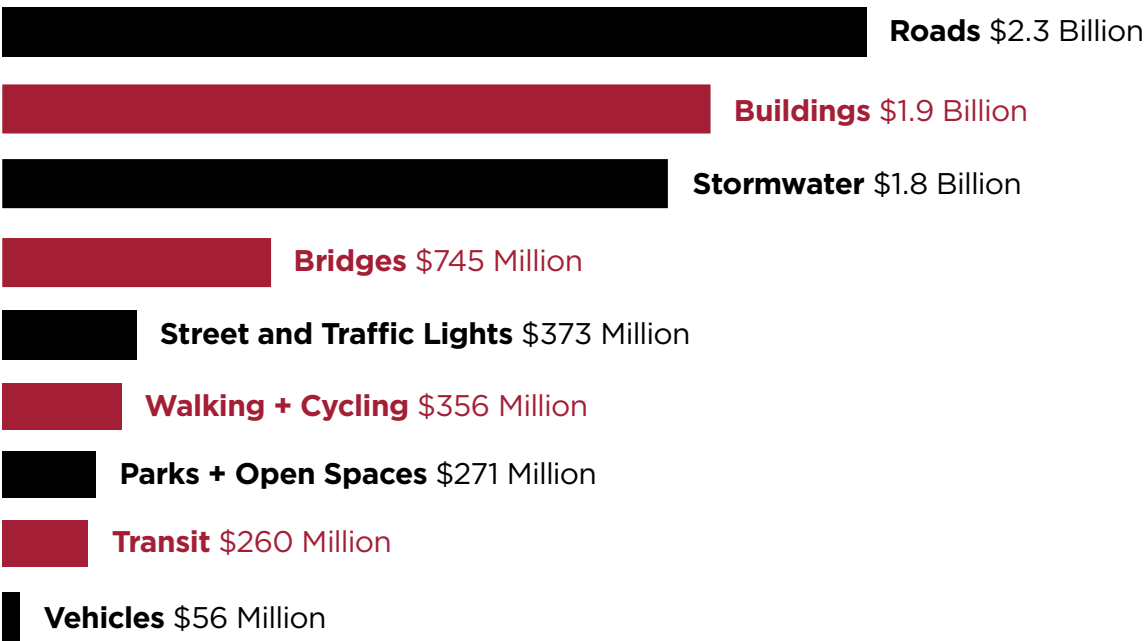 Roads $2.3 Billion
Buildings $1.9 Billion
Stormwater $1.8 Billion
Bridges $745 Million
Street and Traffic Lights $373 Million
Walking + Cycling $356 Million
Parks + Open Spaces $271 Million
Transit $260 Million
Vehicles $56 Million